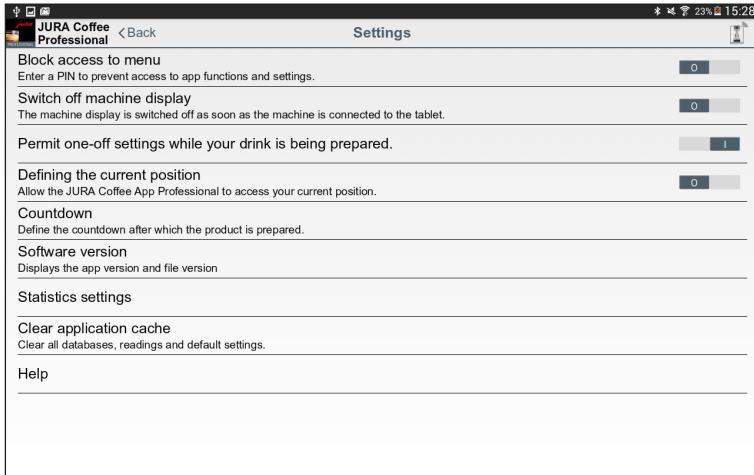 23% 15:28
JURA Coffee
Professional
<Back
Settings
Block access to menu
Enter a PIN to prevent access to app functions and settings.
O
Switch off machine display
The machine display is switched off as soon as the machine is connected to the tablet.
O
Permit one-off settings while your drink is being prepared.
I
Defining the current position
Allow the JURA Coffee App Professional to access your current position.
O
Countdown
Define the countdown after which the product is prepared.
Software version
Displays the app version and file version
Statistics settings
Clear application cache
Clear all databases, readings and default settings.
Help